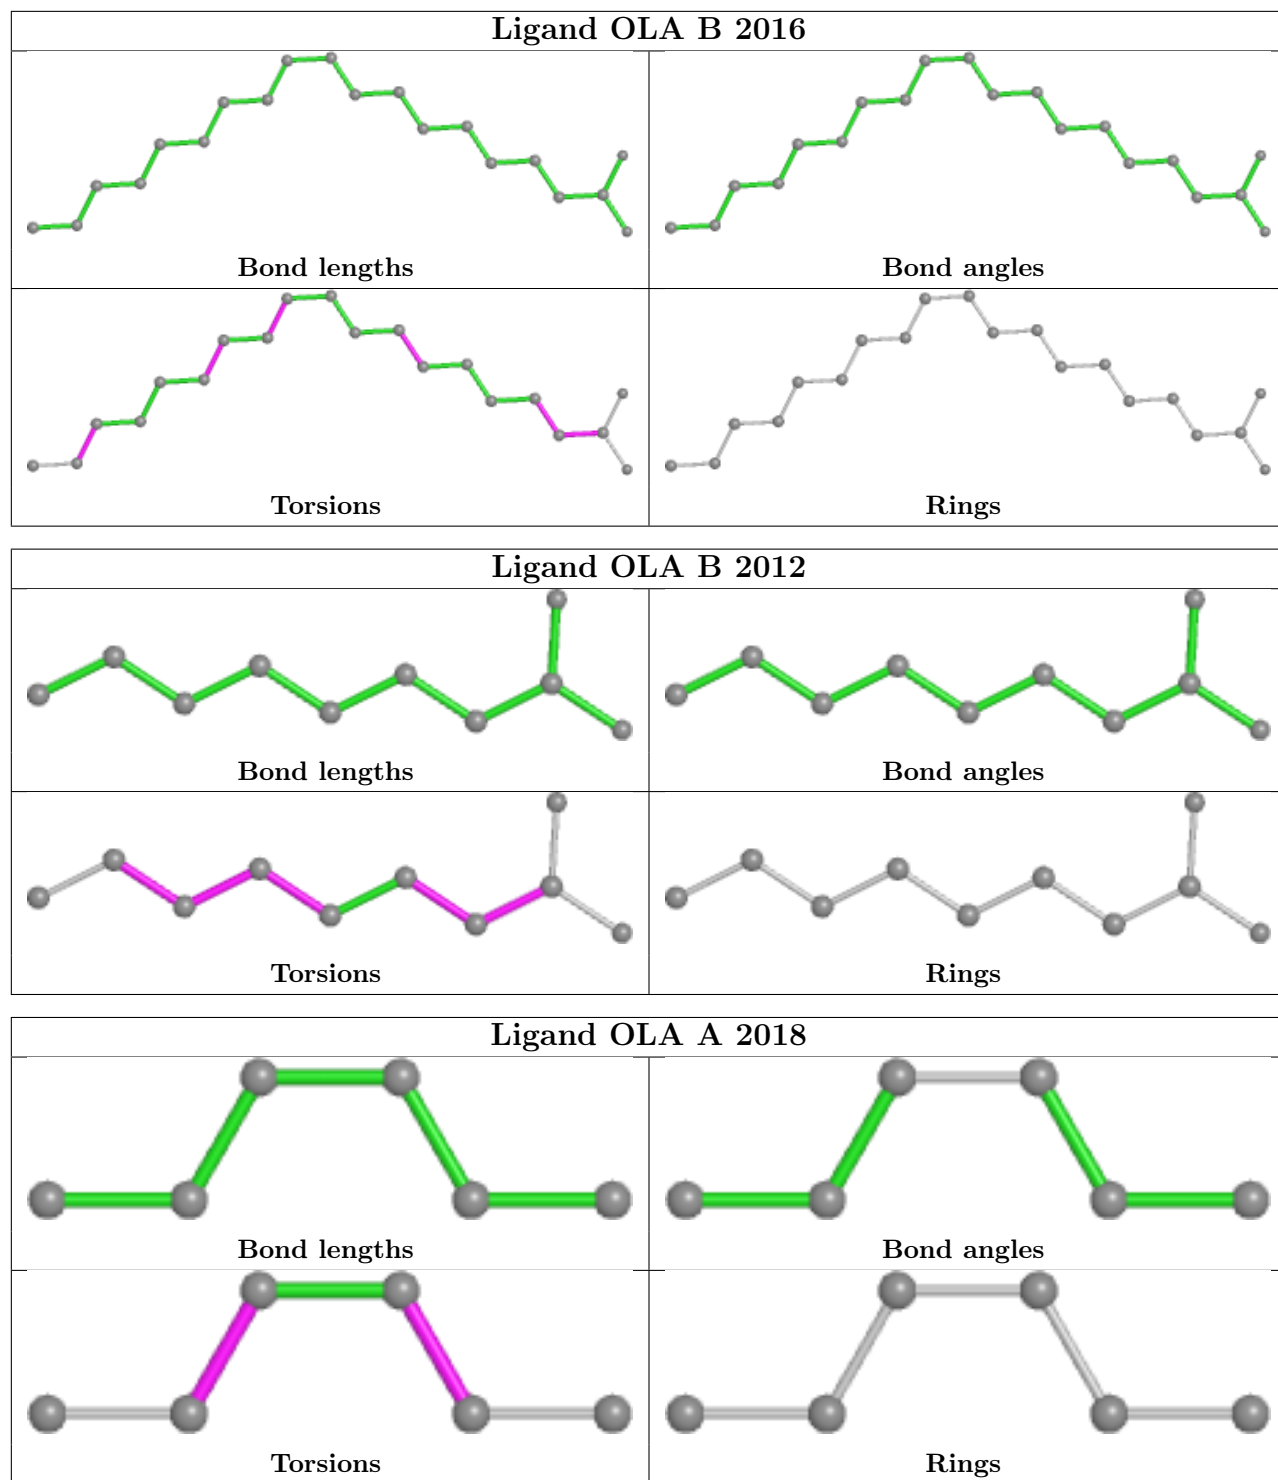 Ligand OLA B 2016
Bond lengths
Bond angles
Torsions
Rings
Ligand OLA B 2012
Bond lengths
Bond angles
Torsions
Rings
Ligand OLA A 2018
Bond lengths
Bond angles
Torsions
Rings